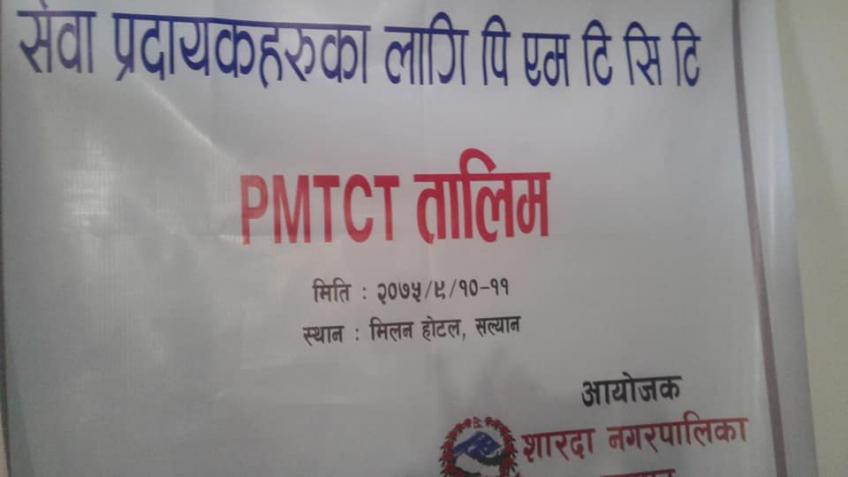 सेवा प्रदायकहरुका लागि पि एम टि सि टि
PMTCT तालिम
मिति : २०७५/९/१०-११
स्थान : मिलन होटल, सल्यान
आयोजक
शारदा नगरपालिका